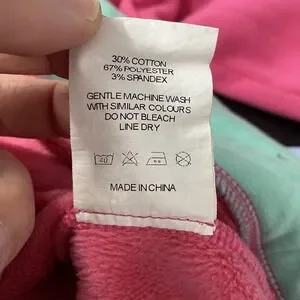 30% COTTON
67% POLYESTER
3% SPANDEX
GENTLE MACHINE WASH
WITH SIMILAR COLOURS
DO NOT BLEACH
LINE DRY
MADE IN CHINA